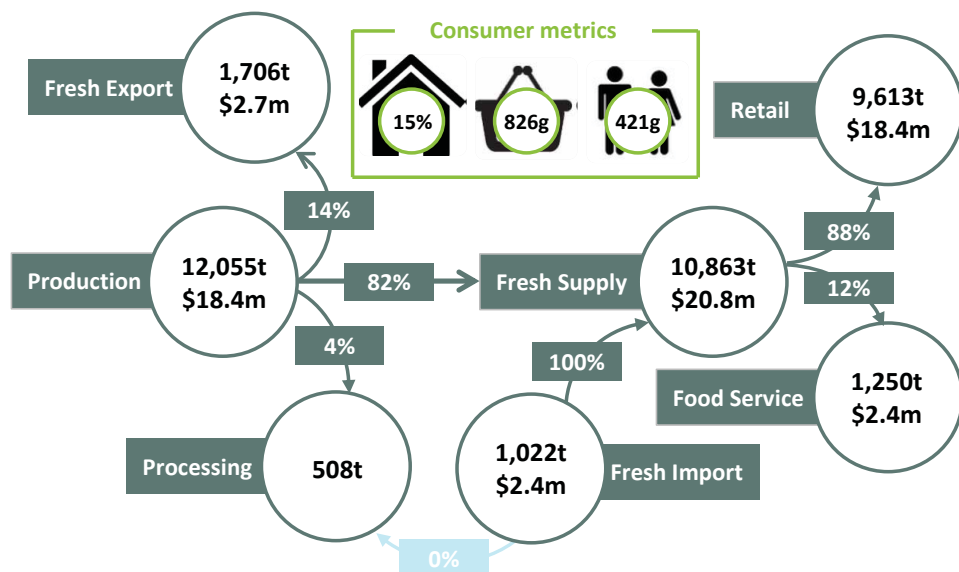 Consumer metrics
15%
826g
421g
Fresh Export
1,706t
$2.7m
Retail
9,613t
$18.4m
14%
88%
Production
12,055t
$18.4m
82%
Fresh Supply
10,863t
$20.8m
12%
4%
100%
Food Service
1,250t
$2.4m
Processing
508t
1,022t
$2.4m
Fresh Import
0%